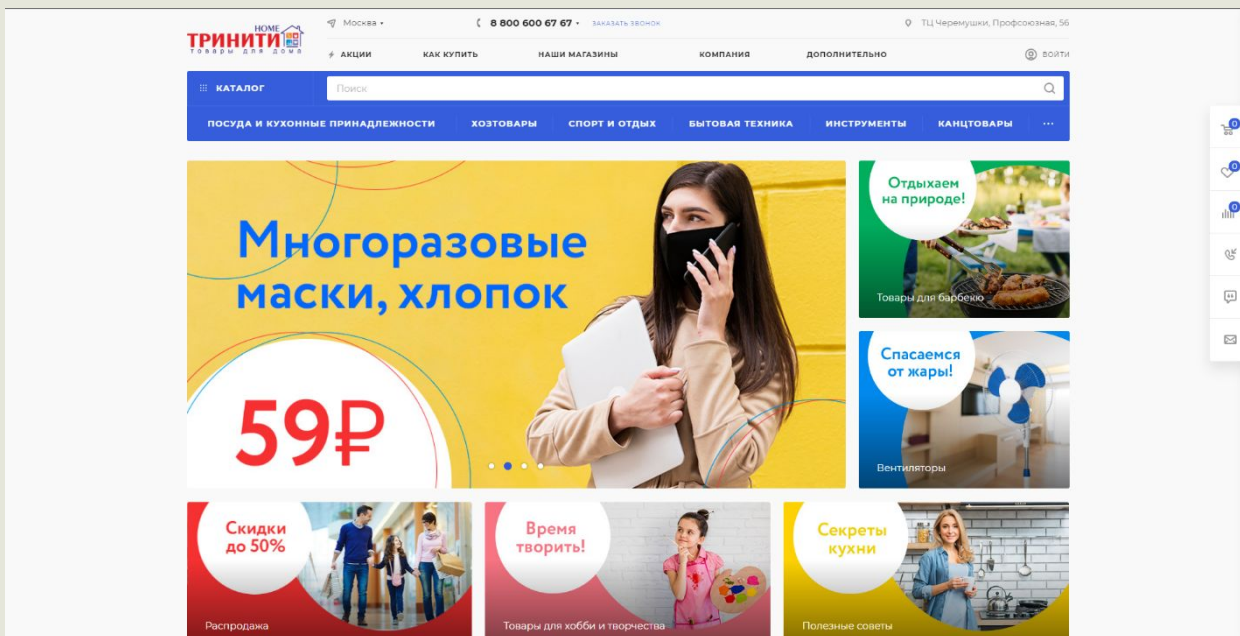 HOME
ТРИНИТИ
товары для дома
Москва
8 800 600 67 67
ЗАКАЗАТЬ ЗВОНОК
ТЦ Черемушки, Профсоюзная, 56
АКЦИИ
КАК КУПИТЬ
НАШИ МАГАЗИНЫ
КОМПАНИЯ
ДОПОЛНИТЕЛЬНО
ВОЙТИ
КАТАЛОГ
Поиск
ПОСУДА И КУХОННЫЕ ПРИНАДЛЕЖНОСТИ
ХОЗТОВАРЫ
СПОРТ И ОТДЫХ
БЫТОВАЯ ТЕХНИКА
ИНСТРУМЕНТЫ
КАНЦТОВАРЫ
...
0
0
0
Многоразовые
маски, хлопок
59₽
Отдыхаем
на природе!
Товары для барбекю
Спасаемся
от жары!
Вентиляторы
Скидки
до 50%
Распродажа
Время
творить!
Товары для хобби и творчества
Секреты
кухни
Полезные советы